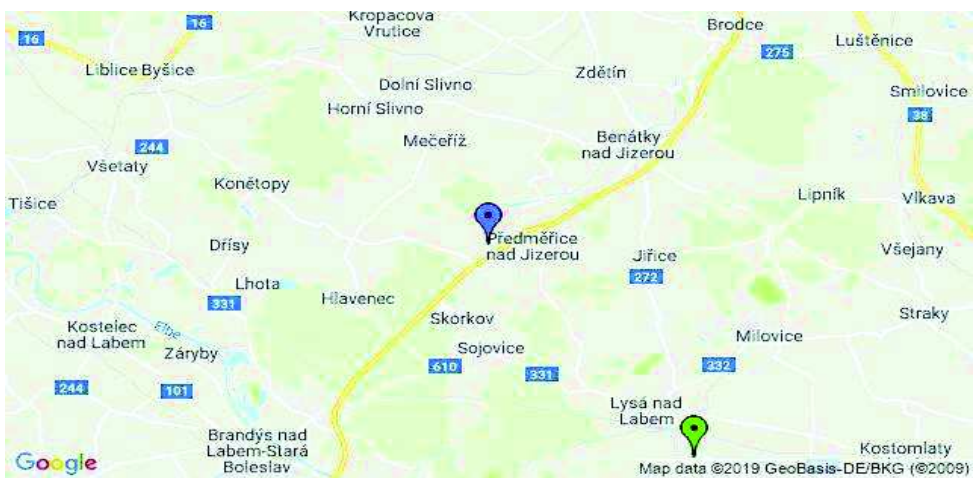 Kropacova
Vrutice
Brodce
16
16
275
Luštěnice
Liblice Byšice
Zdětín
Dolní Slivno
Smilovice
Horní Slivno
38
Mečeříž
Benátky
nad Jizerou
244
Všetaty
Konětopy
Lipník
Vlkava
Tišice
Dřísy
Předměřice
nad Jizerou
Jiřice
Všejany
272
Lhota
331
Hlavenec
Straky
Skorkov
Kostelec
nad Labem
Elbe
Milovice
Záryby
Sojovice
610
331
332
244
101
Lysá nad
Labem
Brandýs nad
Labem-Stará
Boleslav
Kostomlaty
Google
Map data ©2019 GeoBasis-DE/BKG (©2009)